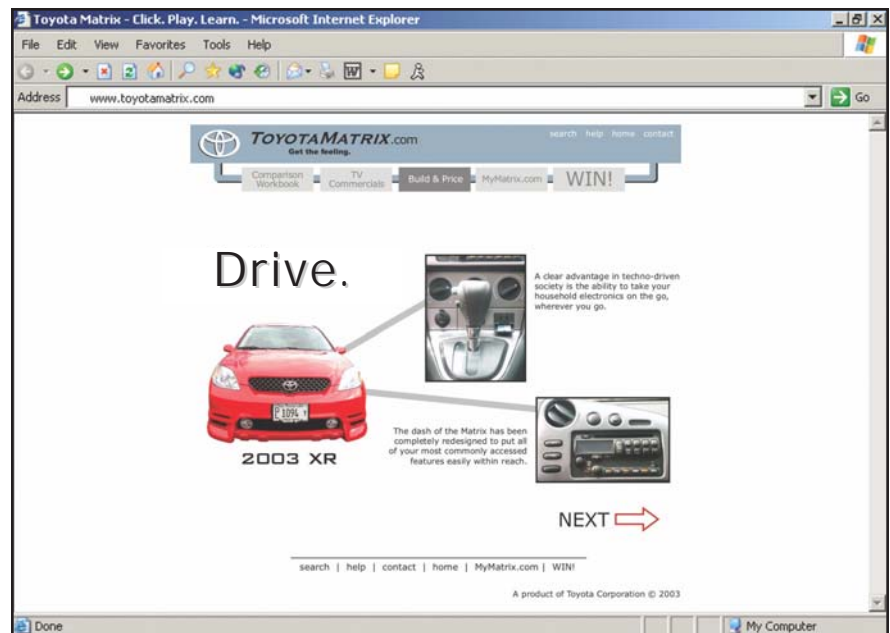 Toyota Matrix - Click. Play. Learn. - Microsoft Internet Explorer
File Edit View Favorites Tools Help
Address www.toyotamatrix.com Go
TOYOTAMATRIX.com
Get the feeling.
search help home contact
Comparison
Workbook
TV
Commercials
Build & Price
MyMatrix.com
WIN!
Drive.
A clear advantage in techno-driven
society is the ability to take your
household electronics on the go,
wherever you go.
2003 XR
The dash of the Matrix has been
completely redesigned to put all
of your most commonly accessed
features easily within reach.
NEXT
search | help | contact | home | MyMatrix.com | WIN!
A product of Toyota Corporation © 2003
Done
My Computer